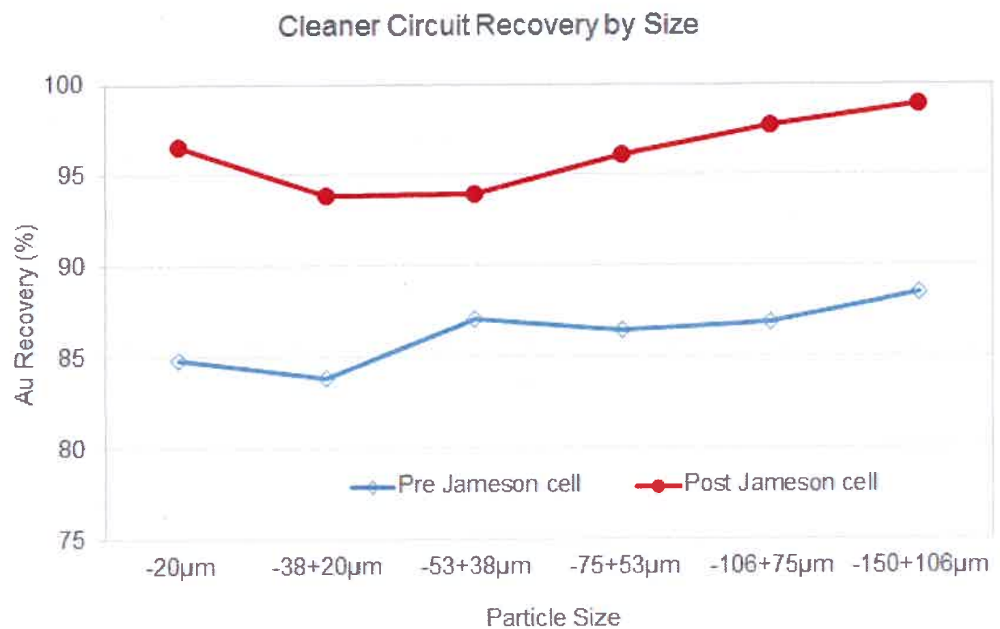 Cleaner Circuit Recovery by Size
100
95
90
85
80
75
Au Recovery (%)
Pre Jameson cell
Post Jameson cell
-20µm
-38+20µm
-53+38µm
-75+53µm
-106+75µm
-150+106µm
Particle Size